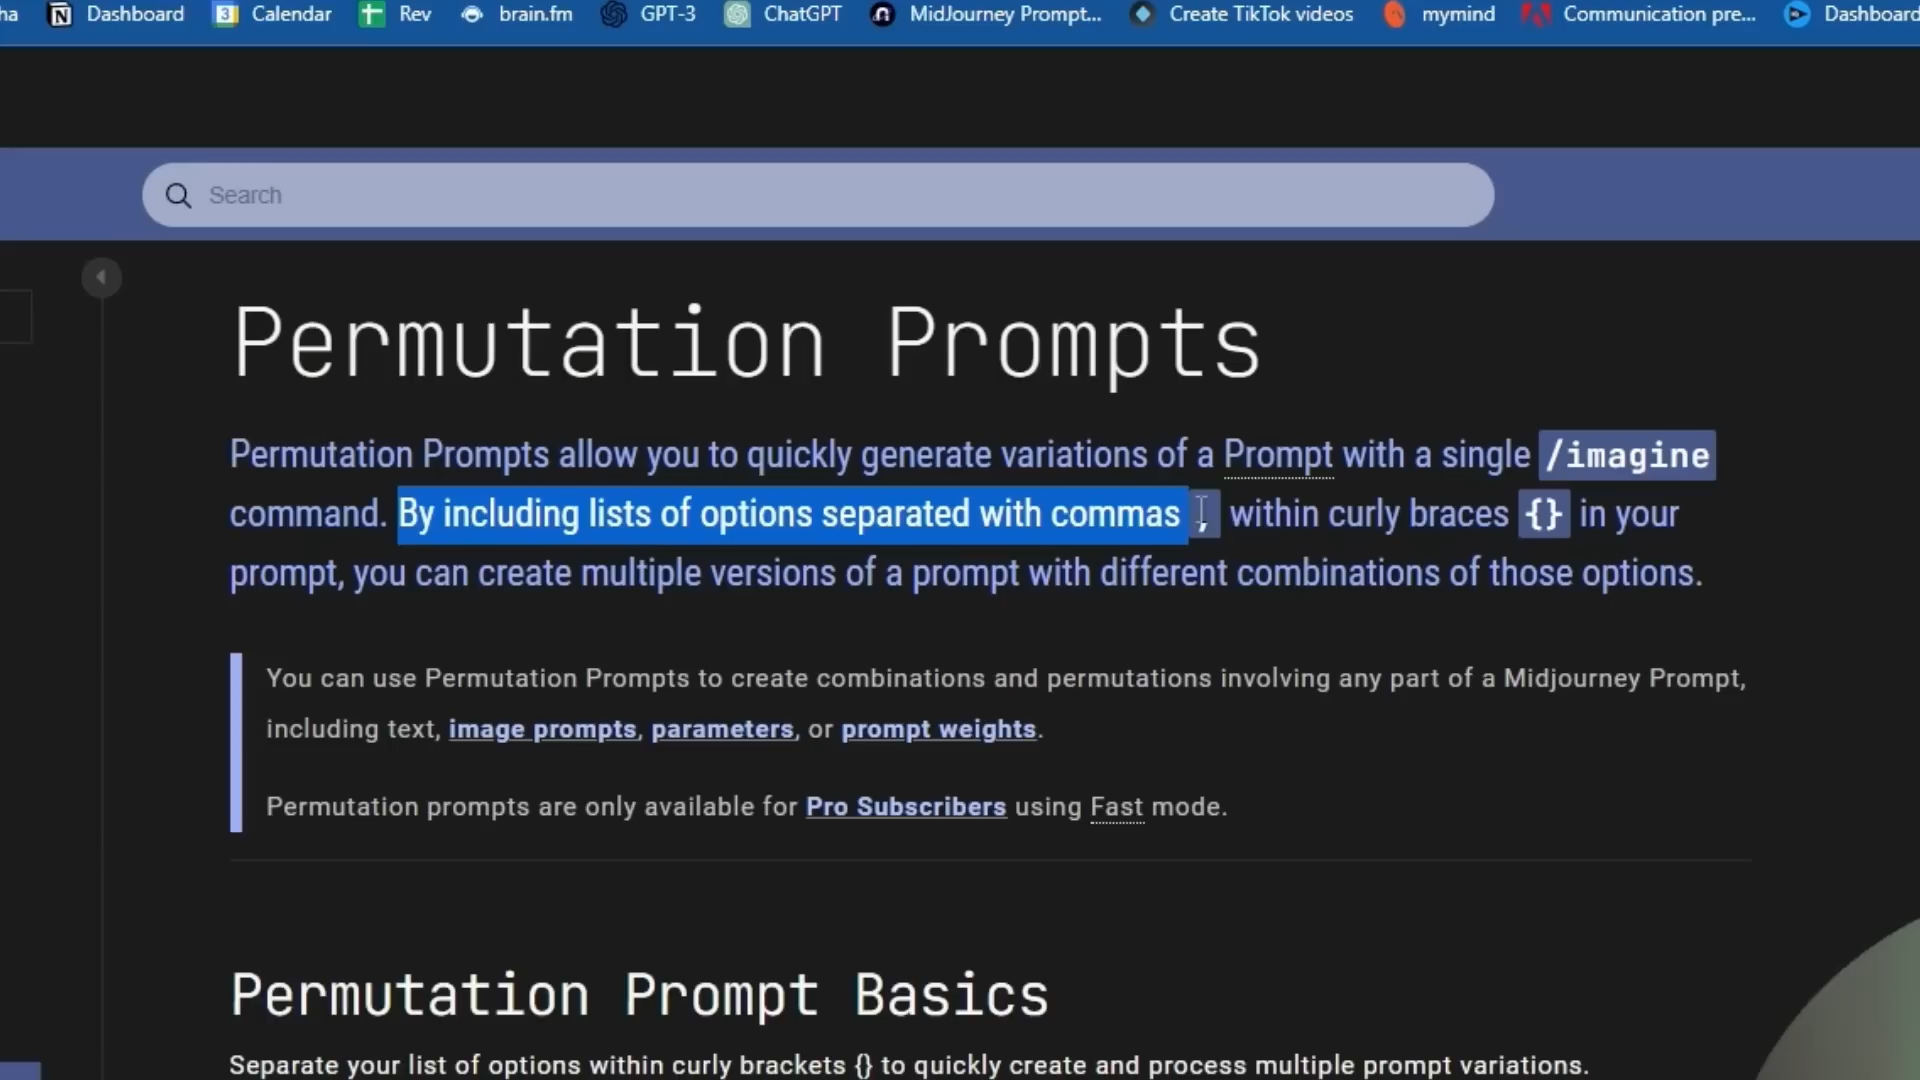 ha Dashboard 3 Calendar Rev brain.fm GPT-3 ChatGPT MidJourney Prompt... Create TikTok videos mymind Communication pre... Dashboard
Search
Permutation Prompts
Permutation Prompts allow you to quickly generate variations of a Prompt with a single /imagine
command. By including lists of options separated with commas , within curly braces {} in your
prompt, you can create multiple versions of a prompt with different combinations of those options.
You can use Permutation Prompts to create combinations and permutations involving any part of a Midjourney Prompt,
including text, image prompts, parameters, or prompt weights.
Permutation prompts are only available for Pro Subscribers using Fast mode.
Permutation Prompt Basics
Separate your list of options within curly brackets {} to quickly create and process multiple prompt variations.